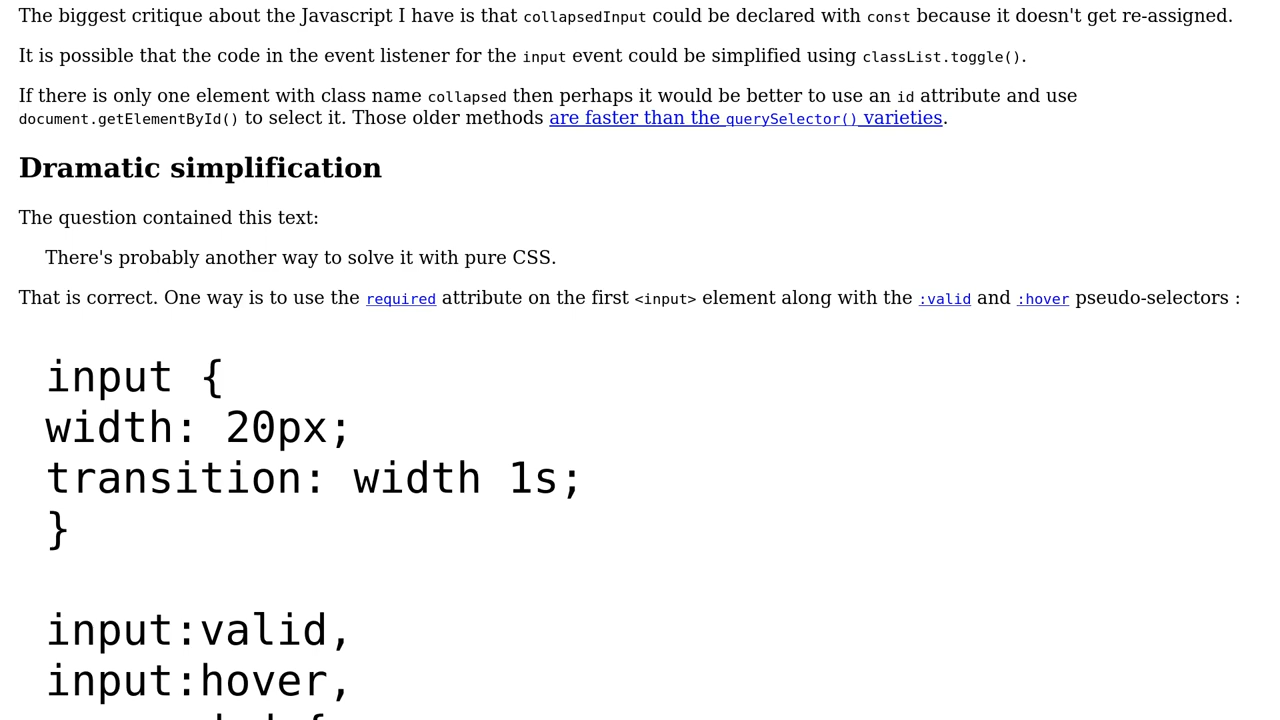 The biggest critique about the Javascript I have is that collapsedInput could be declared with const because it doesn't get re-assigned.
It is possible that the code in the event listener for the input event could be simplified using classList.toggle().
If there is only one element with class name collapsed then perhaps it would be better to use an id attribute and use
document.getElementById() to select it. Those older methods are faster than the querySelector() varieties.
Dramatic simplification
The question contained this text:
There's probably another way to solve it with pure CSS.
That is correct. One way is to use the required attribute on the first <input> element along with the :valid and :hover pseudo-selectors :
input {
width: 20px;
transition: width 1s;
}
input:valid,
input:hover,